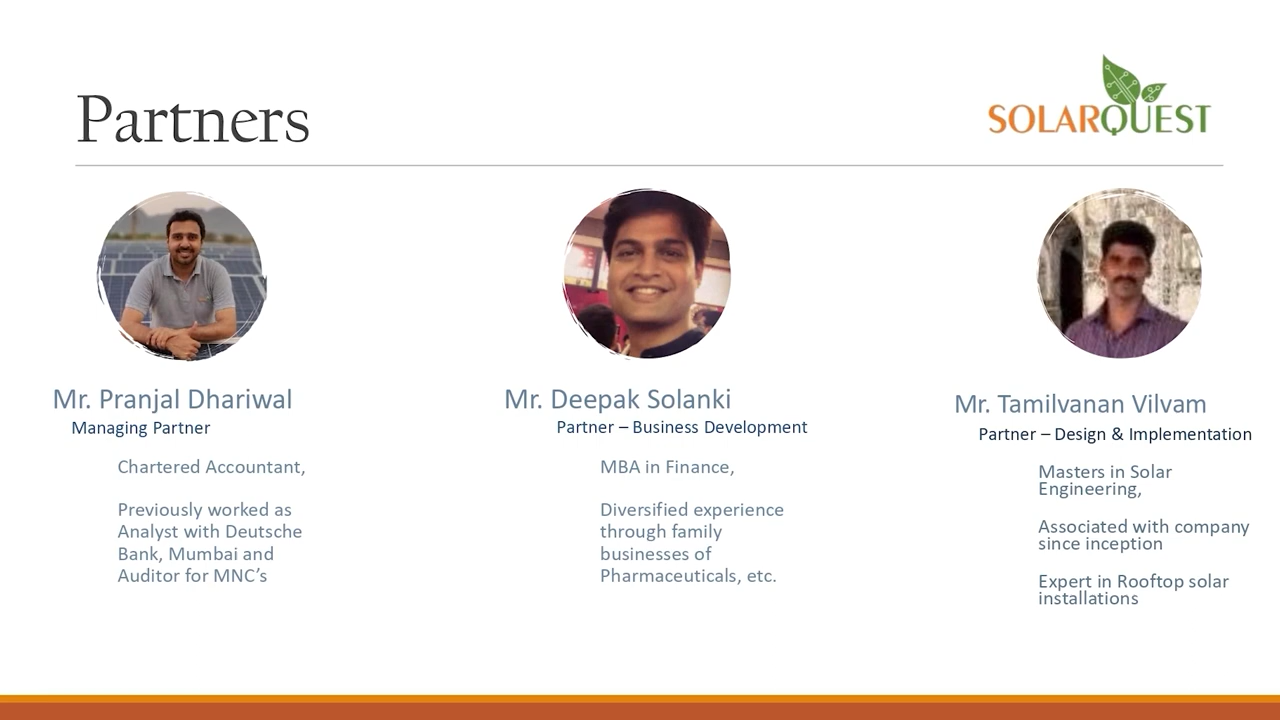 Partners
SOLARQUEST
Mr. Pranjal Dhariwal
Managing Partner
Chartered Accountant,
Previously worked as
Analyst with Deutsche
Bank, Mumbai and
Auditor for MNC’s
Mr. Deepak Solanki
Partner – Business Development
MBA in Finance,
Diversified experience
through family
businesses of
Pharmaceuticals, etc.
Mr. Tamilvanan Vilvam
Partner – Design & Implementation
Masters in Solar
Engineering,
Associated with company
since inception
Expert in Rooftop solar
installations